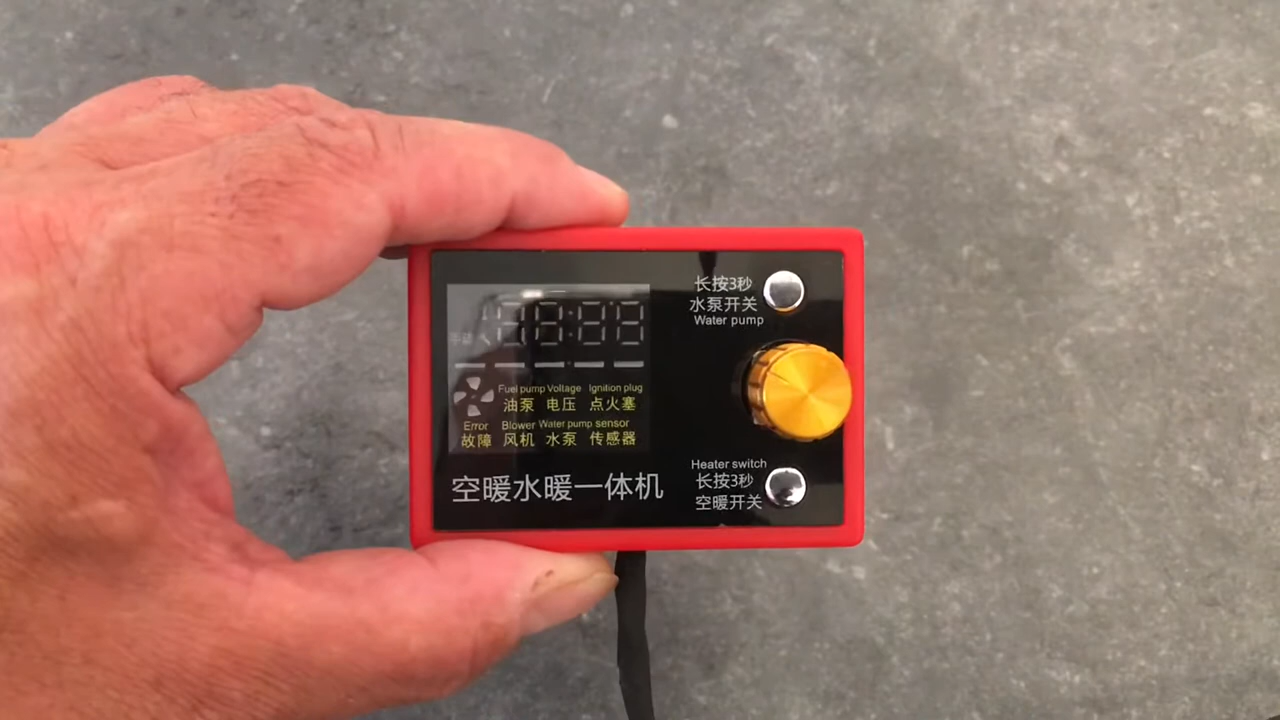 长按3秒
水泵开关
Water pump
Fuel pump Voltage Ignition plug
油泵 电压 点火塞
Error Blower Water pump sensor
故障 风机 水泵 传感器
空暖水暖一体机
Heater switch
长按3秒
空暖开关